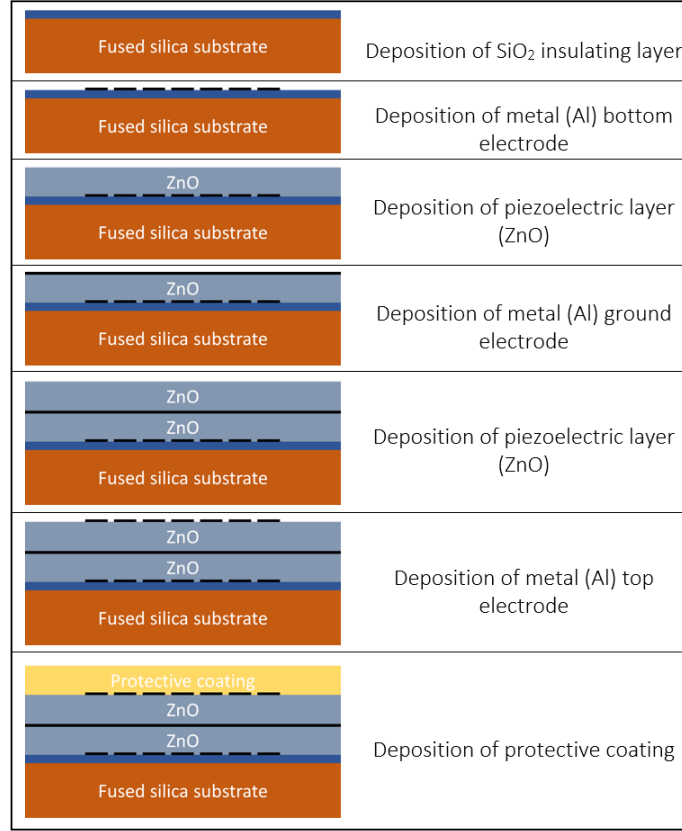 Fused silica substrate
Deposition of SiO₂ insulating layer
Fused silica substrate
Deposition of metal (Al) bottom
electrode
ZnO
Fused silica substrate
Deposition of piezoelectric layer
(ZnO)
ZnO
Fused silica substrate
Deposition of metal (Al) ground
electrode
ZnO
ZnO
Fused silica substrate
Deposition of piezoelectric layer
(ZnO)
ZnO
ZnO
Fused silica substrate
Deposition of metal (Al) top
electrode
Protective coating
ZnO
ZnO
Fused silica substrate
Deposition of protective coating